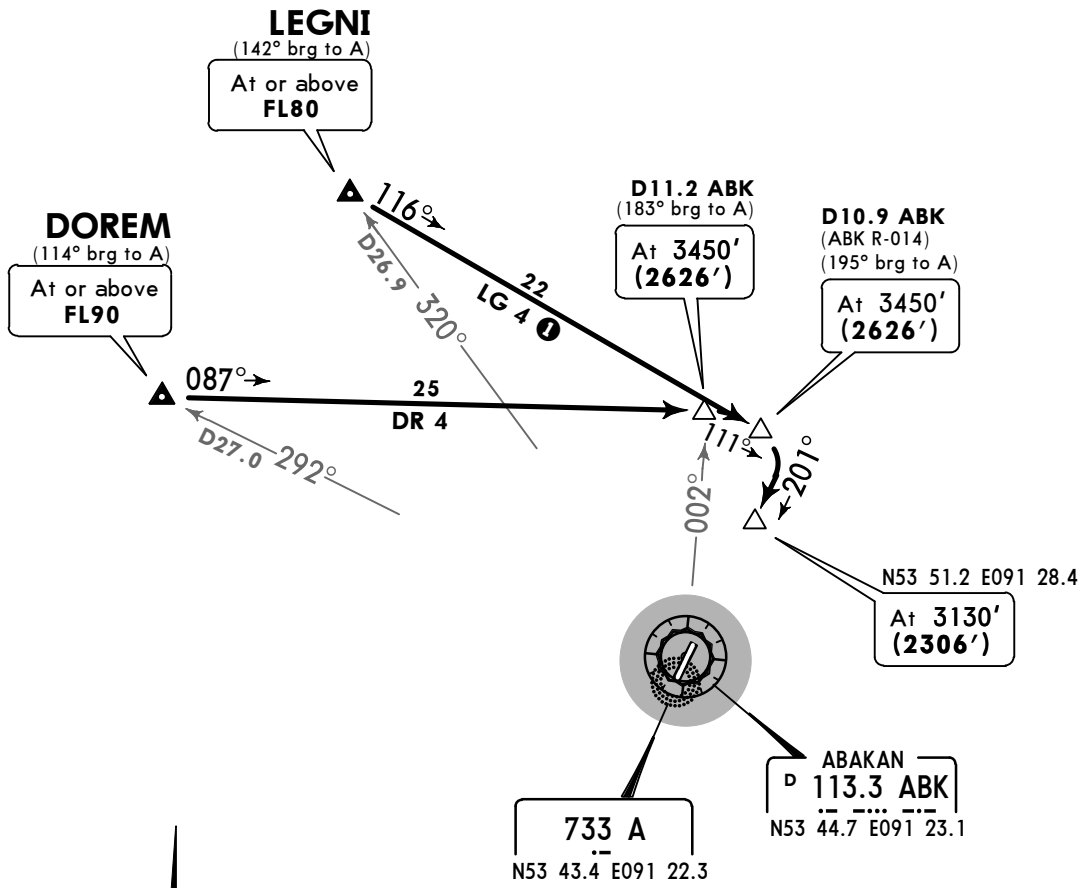 LEGNI
(142° brg to A)
At or above
FL80
116°
D26.9
320°
22
LG 4 1
DOREM
(114° brg to A)
At or above
FL90
087°
25
DR 4
D27.0
292°
D11.2 ABK
(183° brg to A)
At 3450'
(2626')
D10.9 ABK
(ABK R-014)
(195° brg to A)
At 3450'
(2626')
111°
201°
002°
N53 51.2 E091 28.4
At 3130'
(2306')
ABAKAN
D 113.3 ABK
N53 44.7 E091 23.1
733 A
N53 43.4 E091 22.3